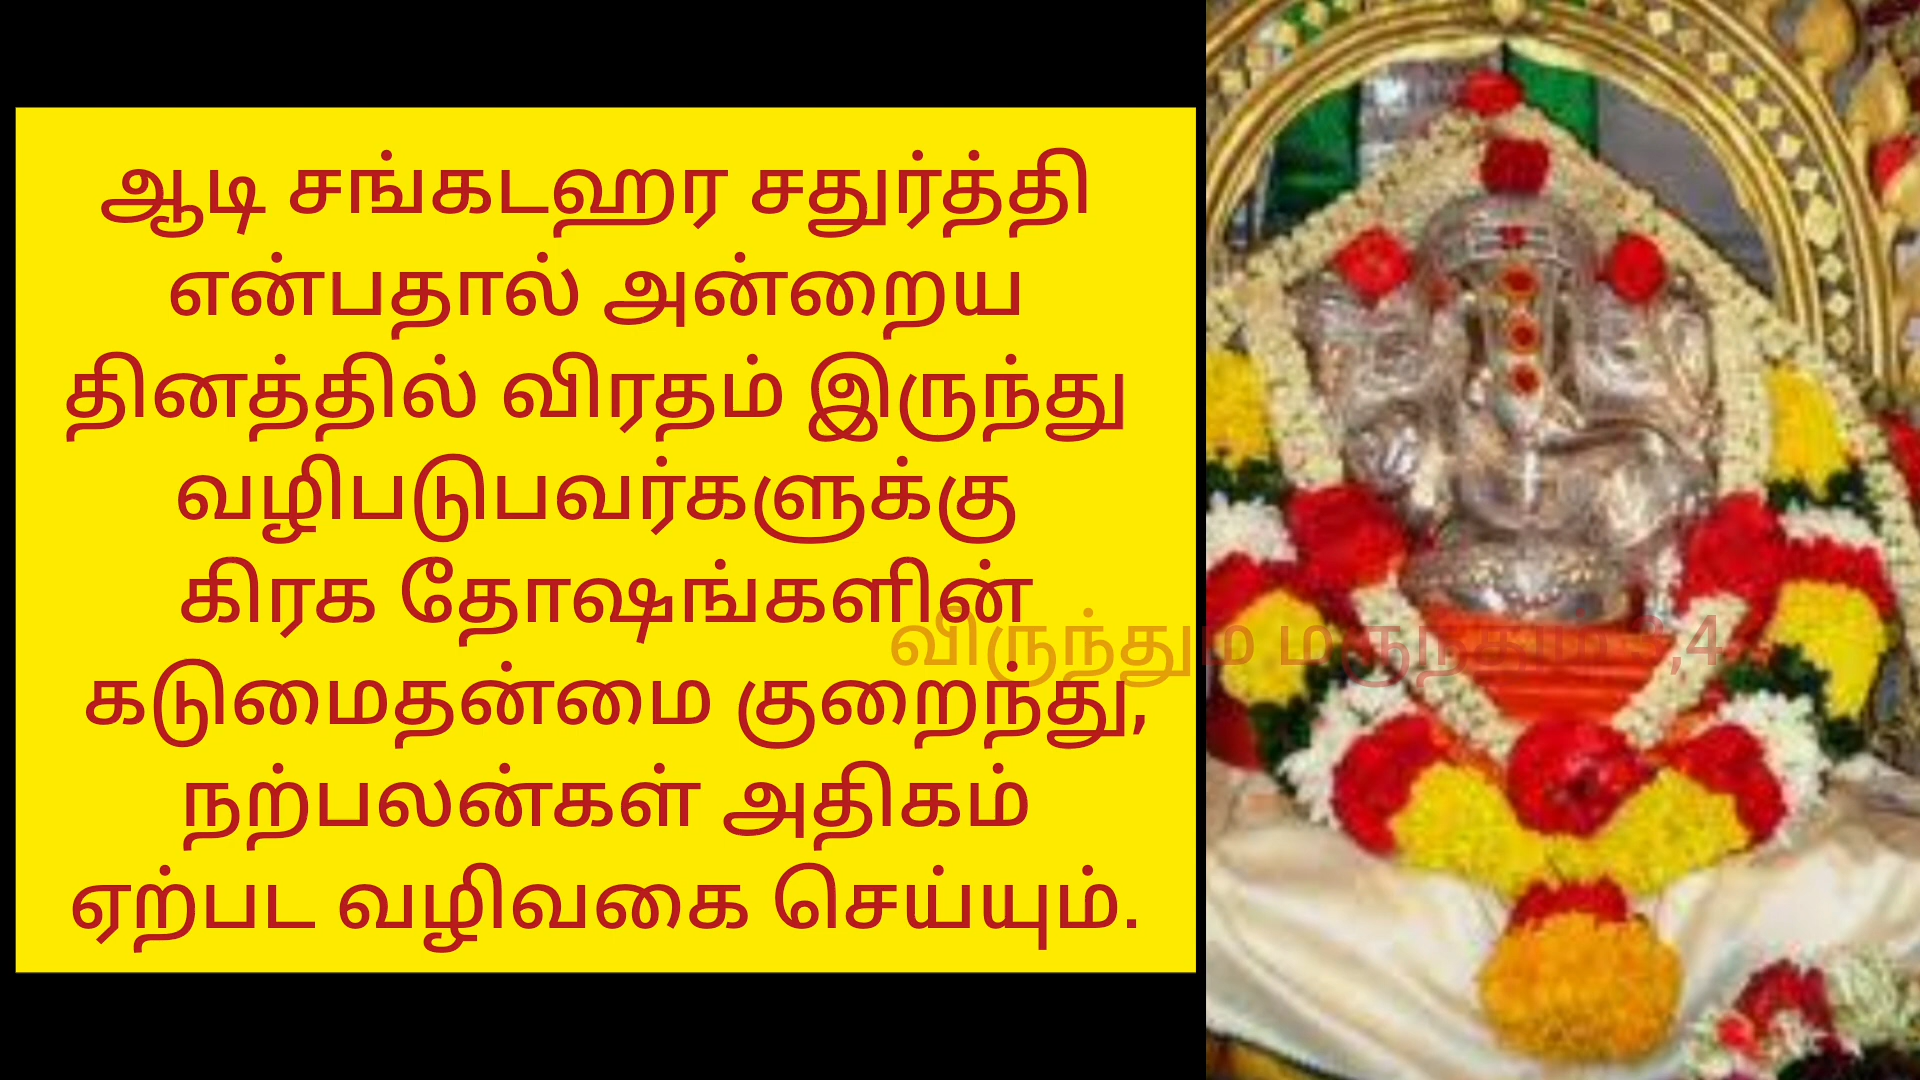 ஆடி சங்கடஹர சதுர்த்தி
என்பதால் அன்றைய
தினத்தில் விரதம் இருந்து
வழிபடுபவர்களுக்கு
கிரக தோஷங்களின்
கடுமைதன்மை குறைந்து,
நற்பலன்கள் அதிகம்
ஏற்பட வழிவகை செய்யும்.